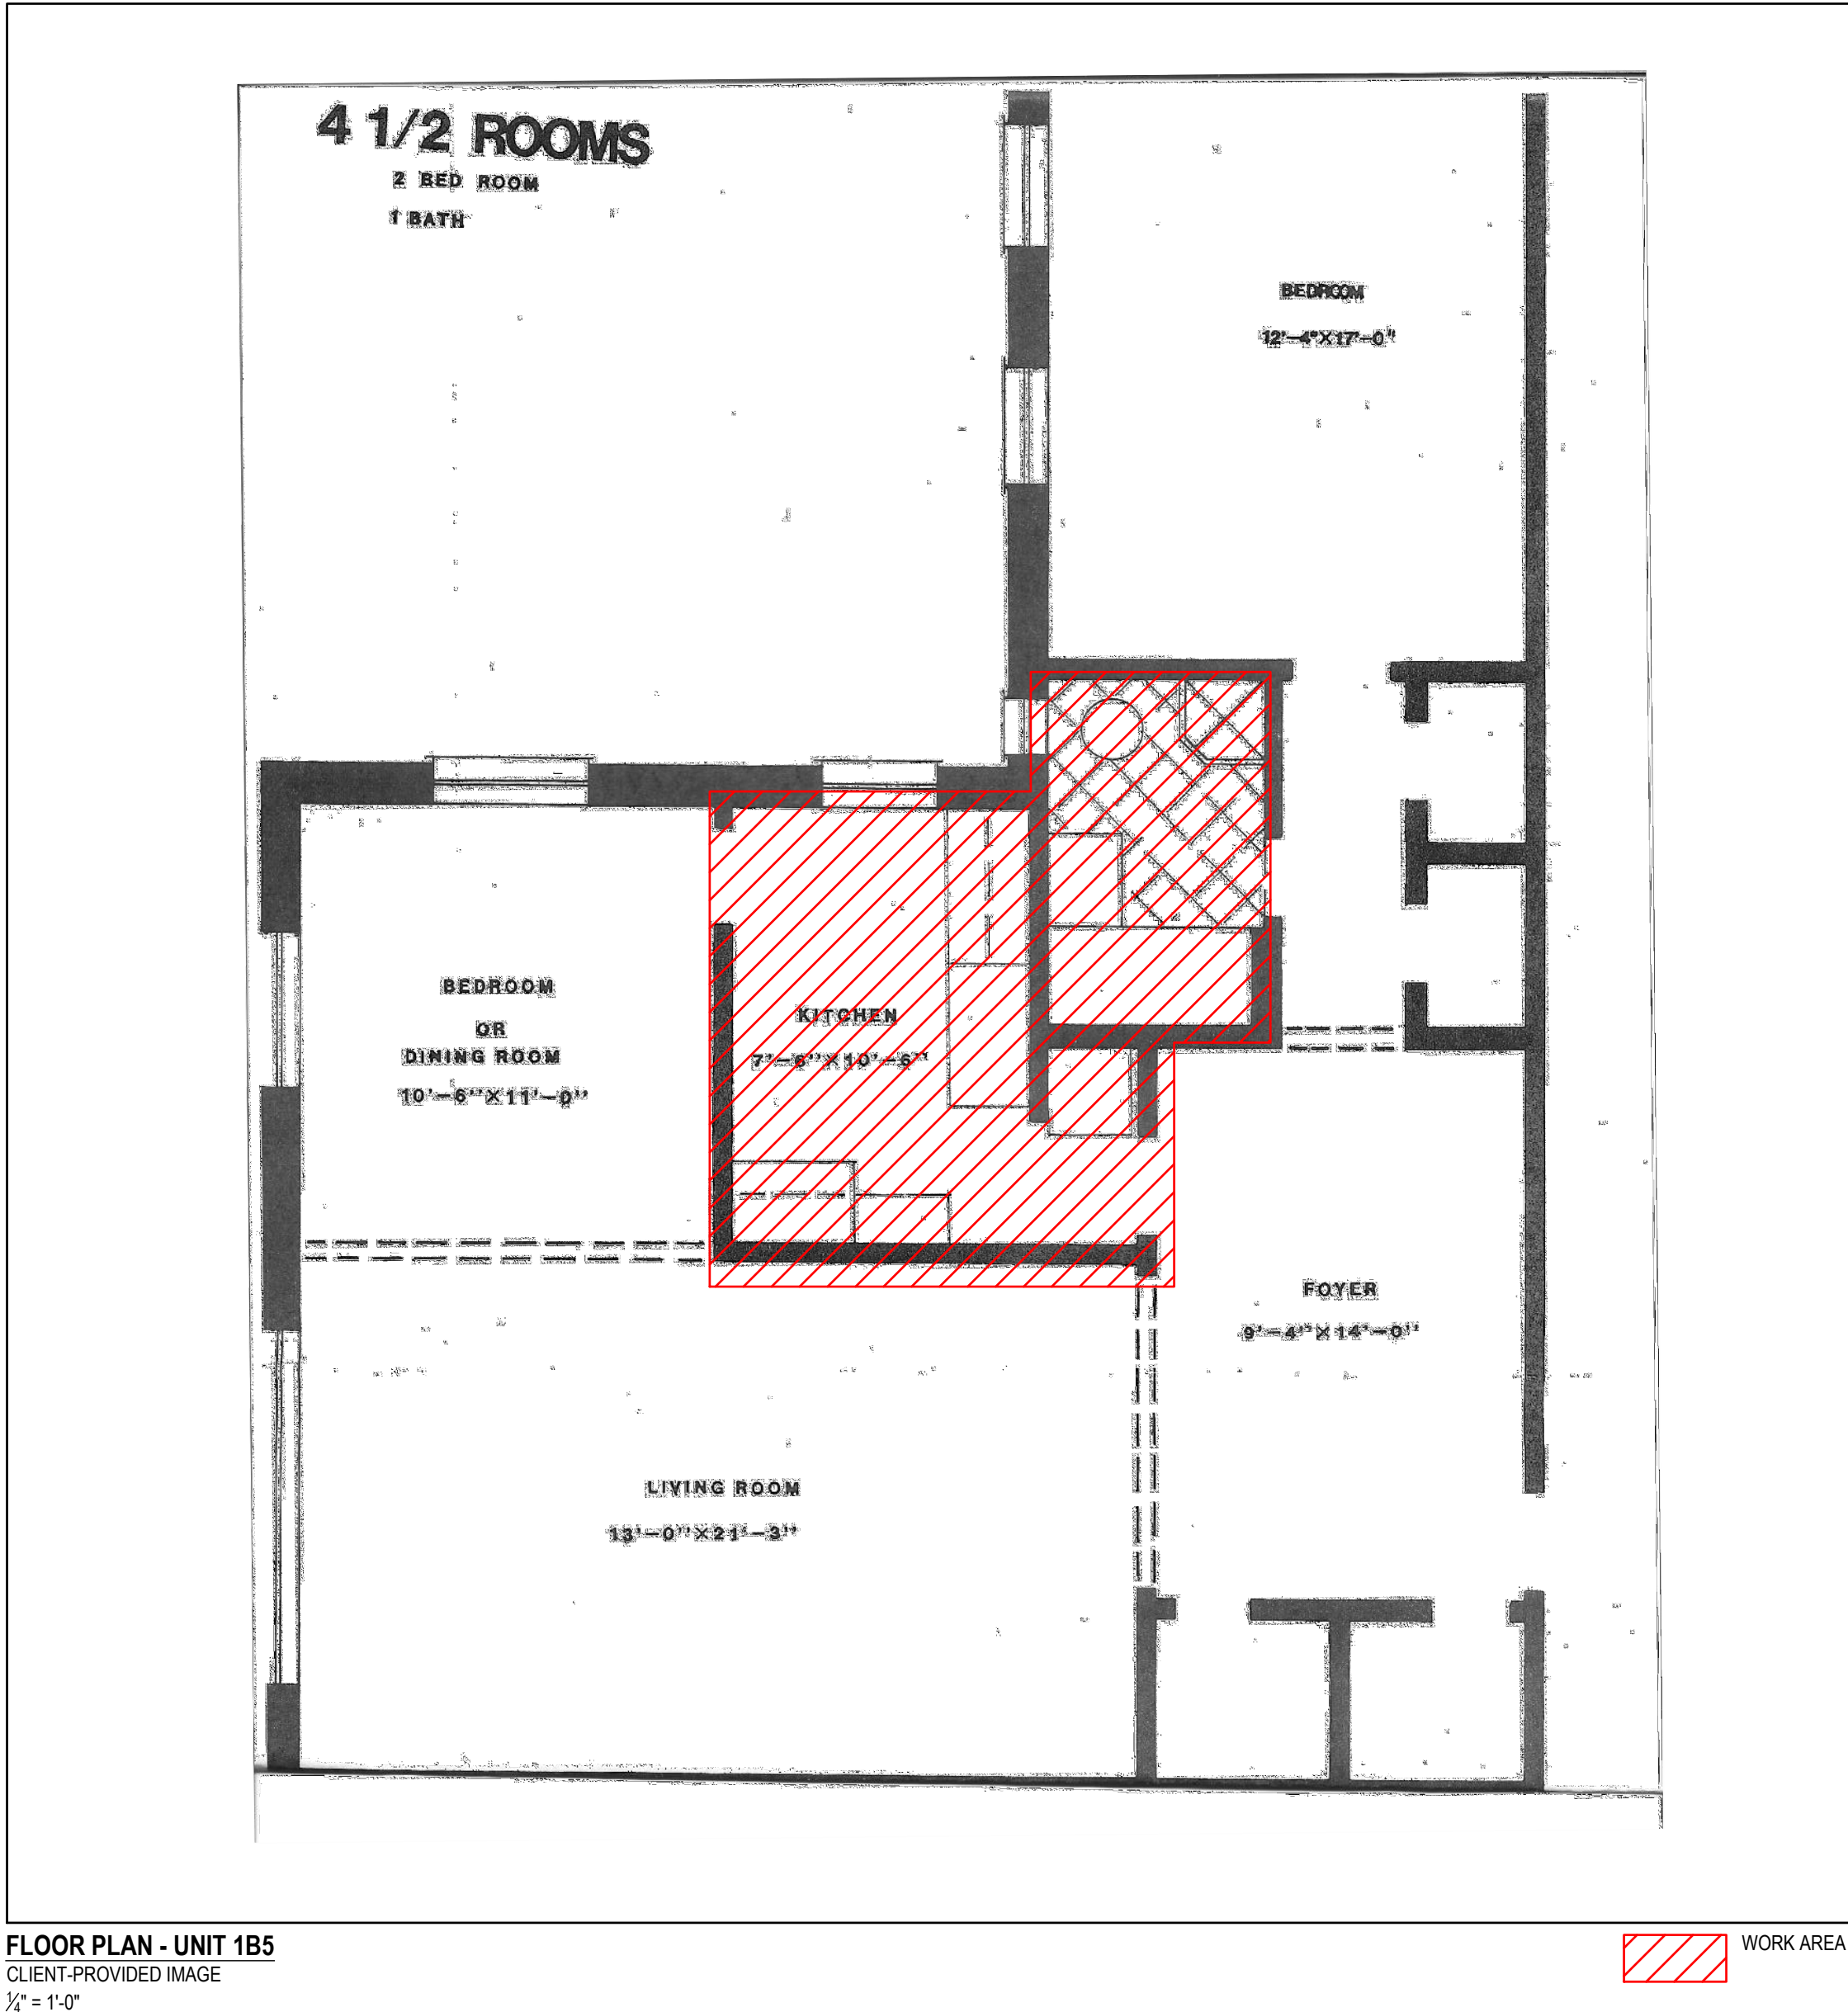 4 1/2 ROOMS
2 BED ROOM
1 BATH
BEDROOM
12'-4"X17'-0"
BEDROOM
OR
DINING ROOM
10'-6''X11'-0''
KITCHEN
7'-6''X10'-6''
FOYER
9'-4''X14'-0''
LIVING ROOM
13'-0''X21'-3''
FLOOR PLAN - UNIT 1B5
CLIENT-PROVIDED IMAGE
1/4" = 1'-0"
WORK AREA